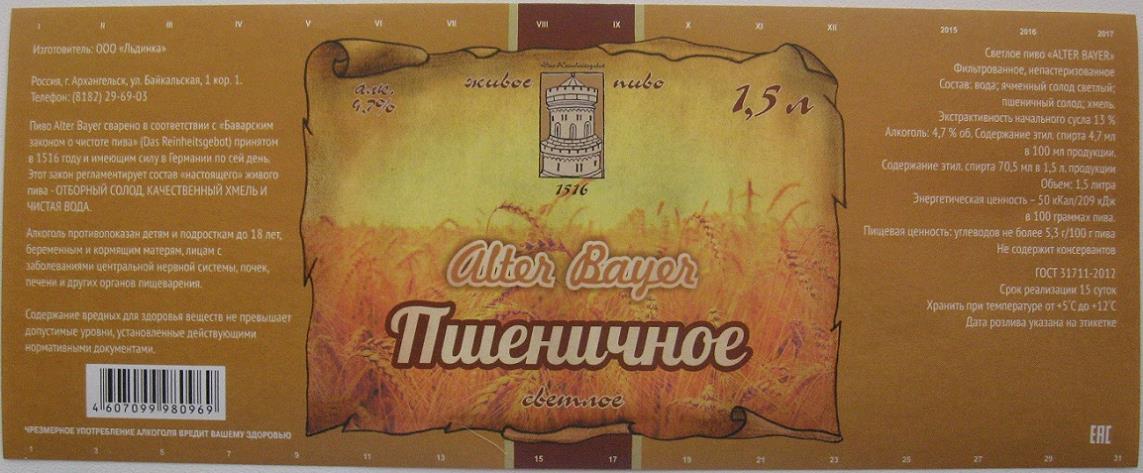 I II III IV V VI VII VIII IX X XI XII 2015 2016 2017
Изготовитель: ООО «Льдинка»
Россия, г. Архангельск, ул. Байкальская, 1 кор. 1.
Телефон: (8182) 29-69-03
Пиво Alter Bayer сварено в соответствии с «Баварским
законом о чистоте пива» (Das Reinheitsgebot) принятом
в 1516 году и имеющим силу в Германии по сей день.
Этот закон регламентирует состав «настоящего» живого
пива - ОТБОРНЫЙ СОЛОД, КАЧЕСТВЕННЫЙ ХМЕЛЬ И
ЧИСТАЯ ВОДА.
Алкоголь противопоказан детям и подросткам до 18 лет,
беременным и кормящим матерям, лицам с
заболеваниями центральной нервной системы, почек,
печени и других органов пищеварения.
Содержание вредных для здоровья веществ не превышает
допустимые уровни, установленные действующими
нормативными документами.
4 607099 980969
ЧРЕЗМЕРНОЕ УПОТРЕБЛЕНИЕ АЛКОГОЛЯ ВРЕДИТ ВАШЕМУ ЗДОРОВЬЮ
Das Reinheitsgebot
живое пиво
алк.
4,7%
1,5 л
1516
Alter Bayer
Пшеничное
светлое
Светлое пиво «ALTER BAYER»
Фильтрованное, непастеризованное
Состав: вода; ячменный солод светлый;
пшеничный солод; хмель.
Экстрактивность начального сусла 13 %
Алкоголь: 4,7 % об. Содержание этил. спирта 4,7 мл
в 100 мл продукции.
Содержание этил. спирта 70,5 мл в 1,5 л. продукции
Объем: 1,5 литра
Энергетическая ценность – 50 кКал/209 кДж
в 100 граммах пива.
Пищевая ценность: углеводов не более 5,3 г/100 г пива
Не содержит консервантов
ГОСТ 31711-2012
Срок реализации 15 суток
Хранить при температуре от +5˚C до +12˚C
Дата розлива указана на этикетке
EAC
1 3 5 7 9 11 13 15 17 19 21 23 25 27 29 31